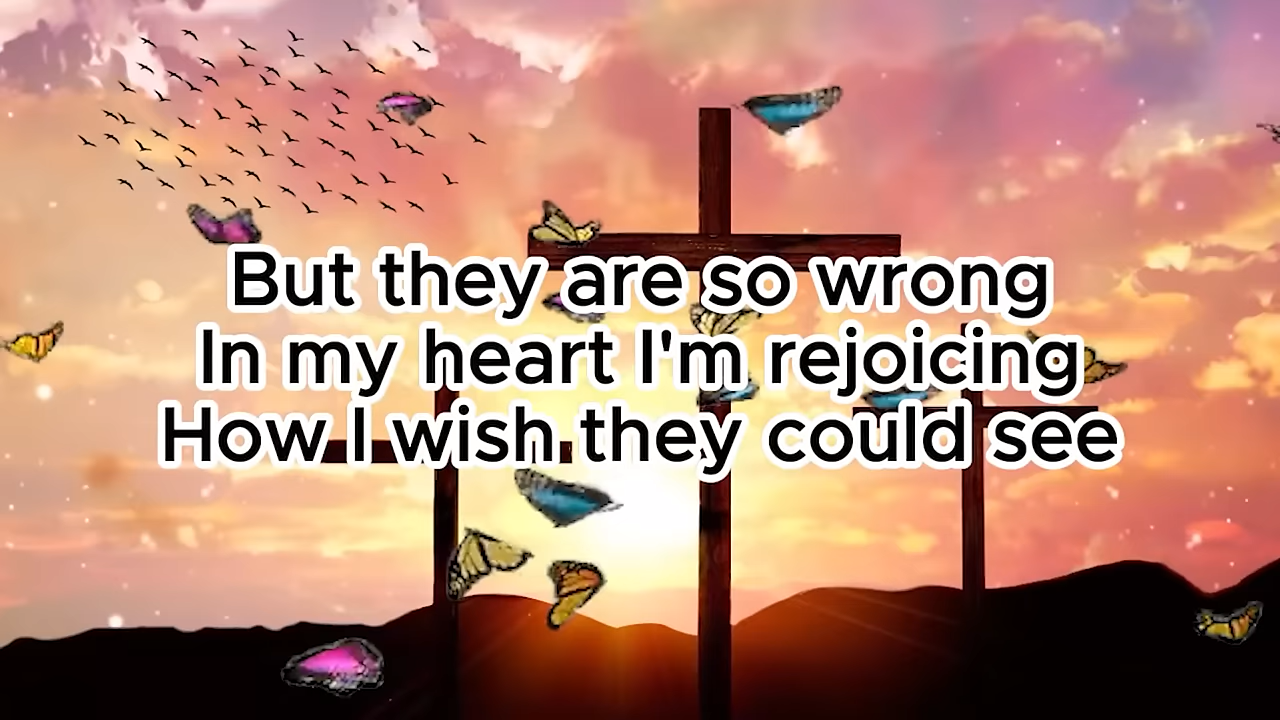 But they are so wrong
In my heart I'm rejoicing
How I wish they could see